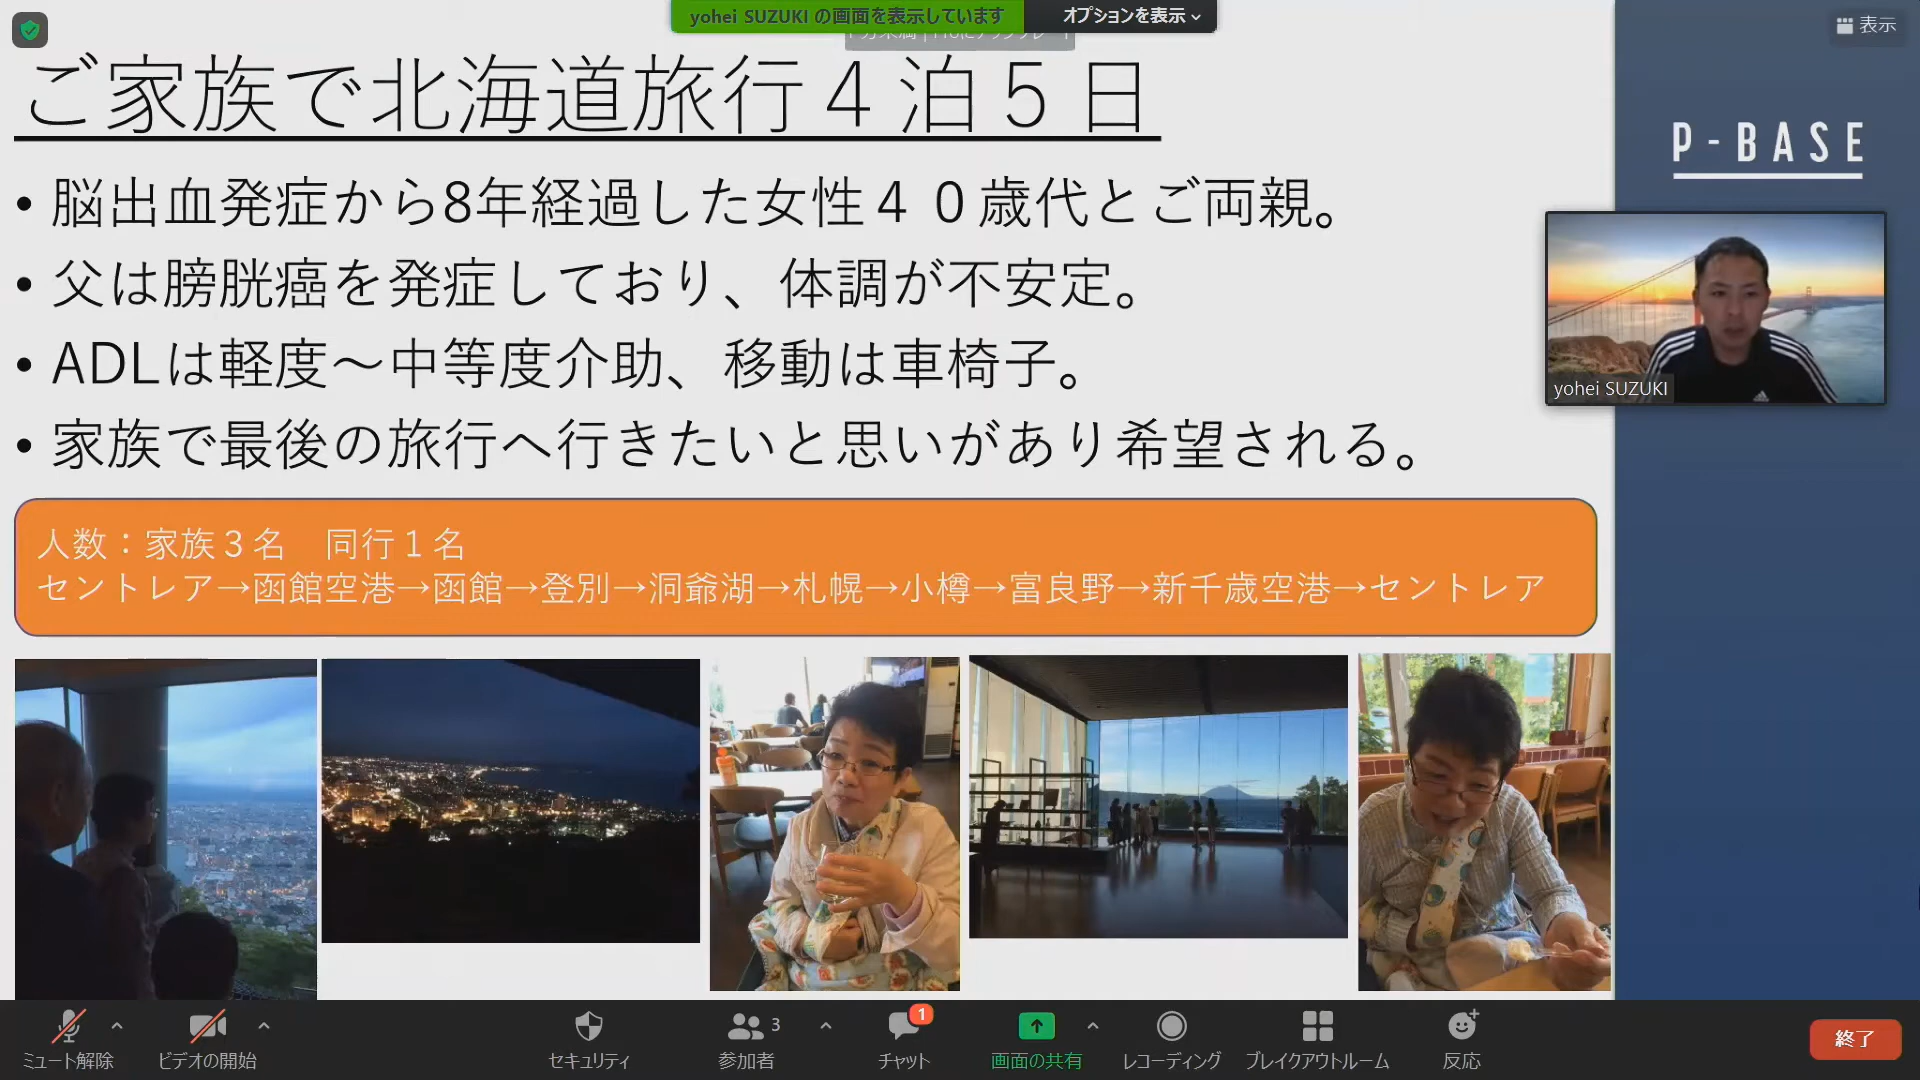 yohei SUZUKI の画面を表示しています
オプションを表示
表示
ご家族で北海道旅行４泊５日
P-BASE
• 脳出血発症から8年経過した女性４０歳代とご両親。
• 父は膀胱癌を発症しており、体調が不安定。
• ADLは軽度～中等度介助、移動は車椅子。
• 家族で最後の旅行へ行きたいと思いがあり希望される。
yohei SUZUKI
人数：家族３名　同行１名
セントレア→函館空港→函館→登別→洞爺湖→札幌→小樽→富良野→新千歳空港→セントレア
ミュート解除
ビデオの開始
セキュリティ
3
参加者
1
チャット
画面の共有
レコーディング
ブレイクアウトルーム
反応
終了